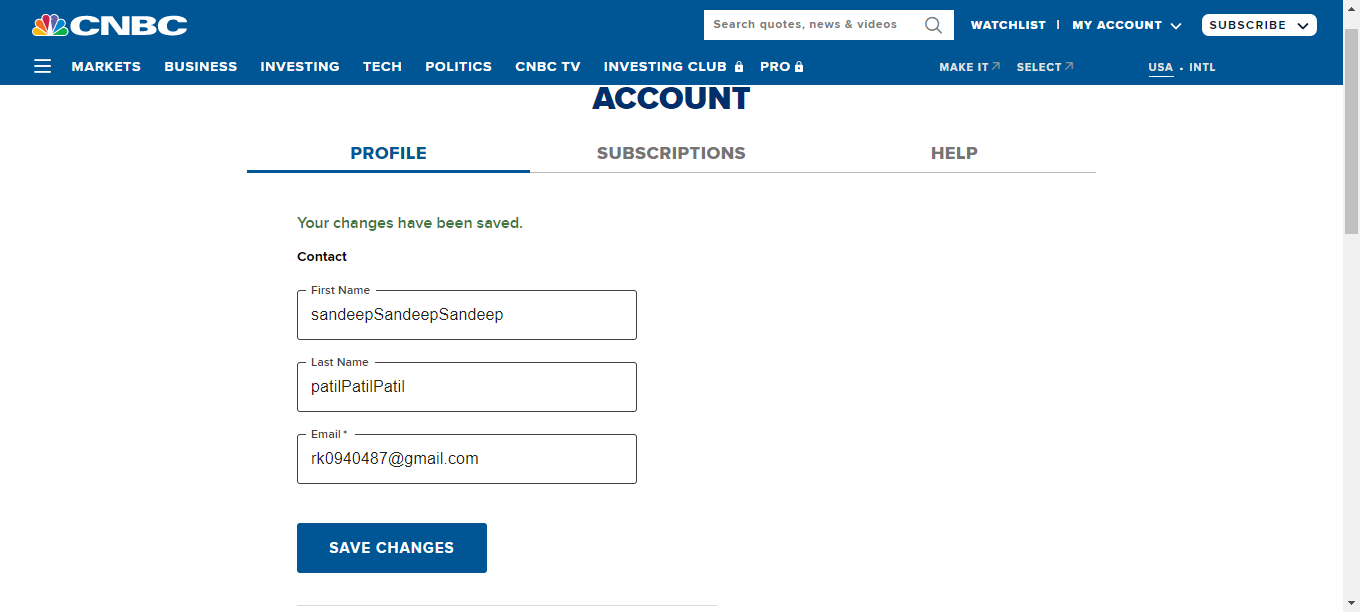 CNBC
Search quotes, news & videos
WATCHLIST | MY ACCOUNT
SUBSCRIBE
MARKETS BUSINESS INVESTING TECH POLITICS CNBC TV INVESTING CLUB PRO
MAKE IT SELECT
USA • INTL
ACCOUNT
PROFILE SUBSCRIPTIONS HELP
Your changes have been saved.
Contact
First Name
sandeepSandeepSandeep
Last Name
patilPatilPatil
Email *
rk0940487@gmail.com
SAVE CHANGES